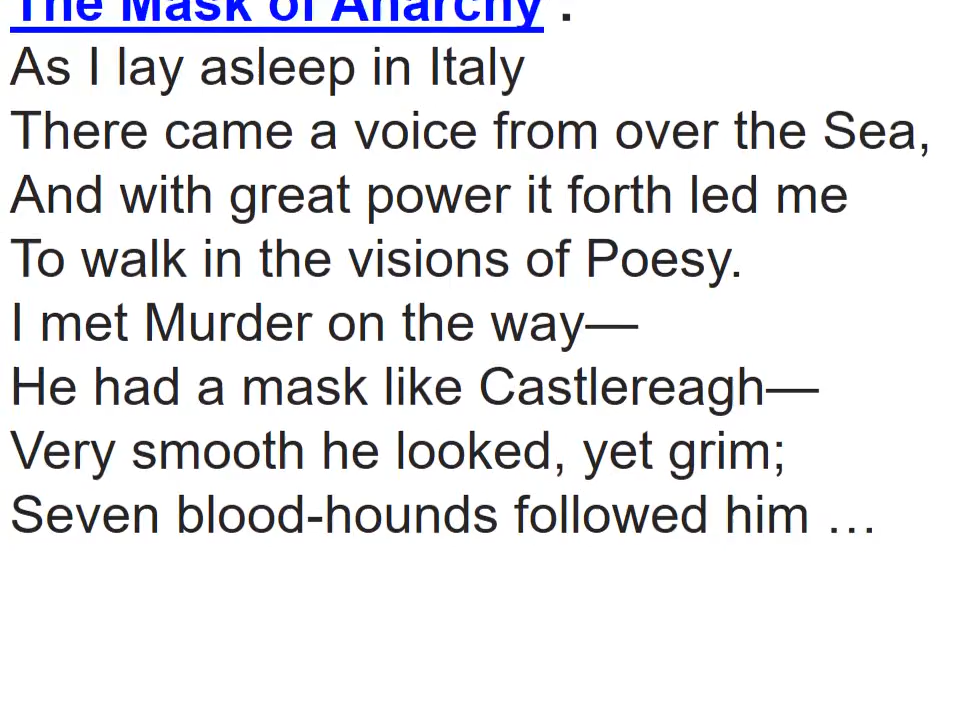 The Mask of Anarchy .
As I lay asleep in Italy
There came a voice from over the Sea,
And with great power it forth led me
To walk in the visions of Poesy.
I met Murder on the way—
He had a mask like Castlereagh—
Very smooth he looked, yet grim;
Seven blood-hounds followed him …